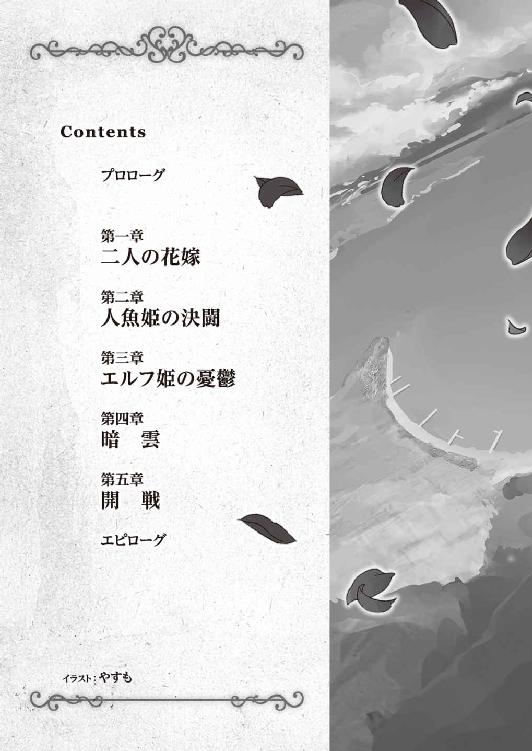 Contents
プロローグ
第一章
二人の花嫁
第二章
人魚姫の決闘
第三章
エルフ姫の憂鬱
第四章
暗　雲
第五章
開　戦
エピローグ
イラスト：やすも